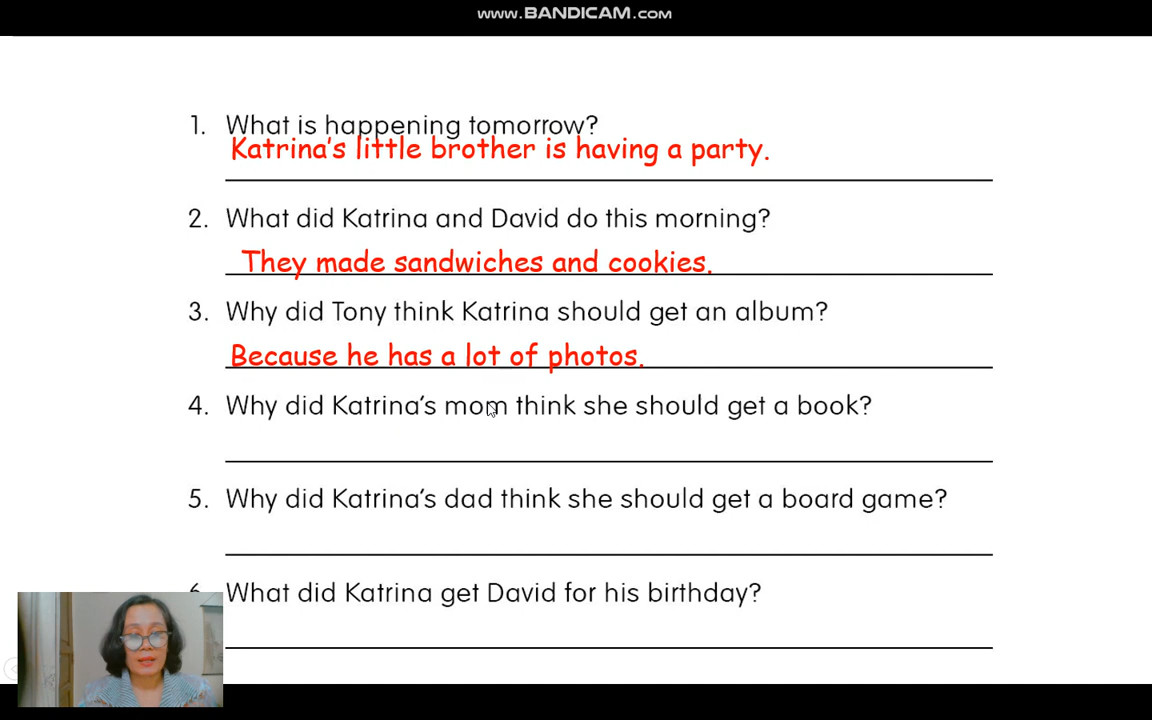 WWW.BANDICAM.COM
1. What is happening tomorrow?
Katrina's little brother is having a party.
2. What did Katrina and David do this morning?
They made sandwiches and cookies.
3. Why did Tony think Katrina should get an album?
Because he has a lot of photos.
4. Why did Katrina's mom think she should get a book?
5. Why did Katrina's dad think she should get a board game?
6. What did Katrina get David for his birthday?